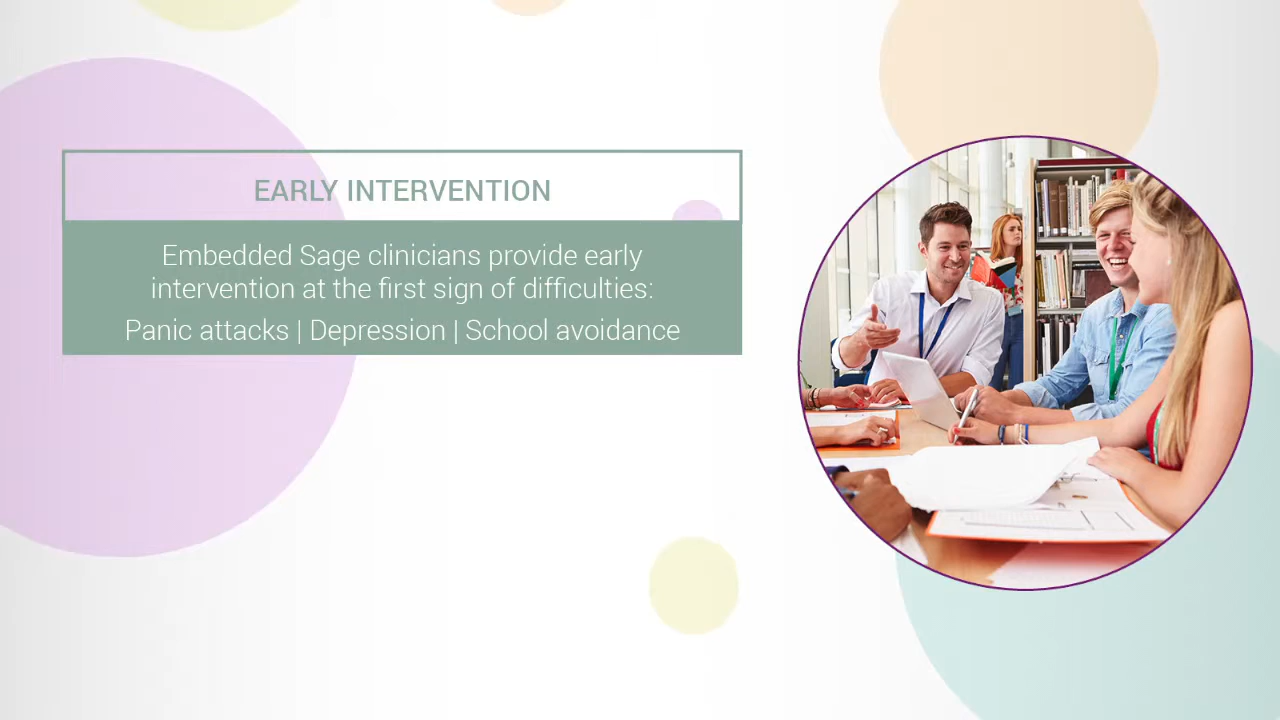 EARLY INTERVENTION
Embedded Sage clinicians provide early
intervention at the first sign of difficulties:
Panic attacks | Depression | School avoidance